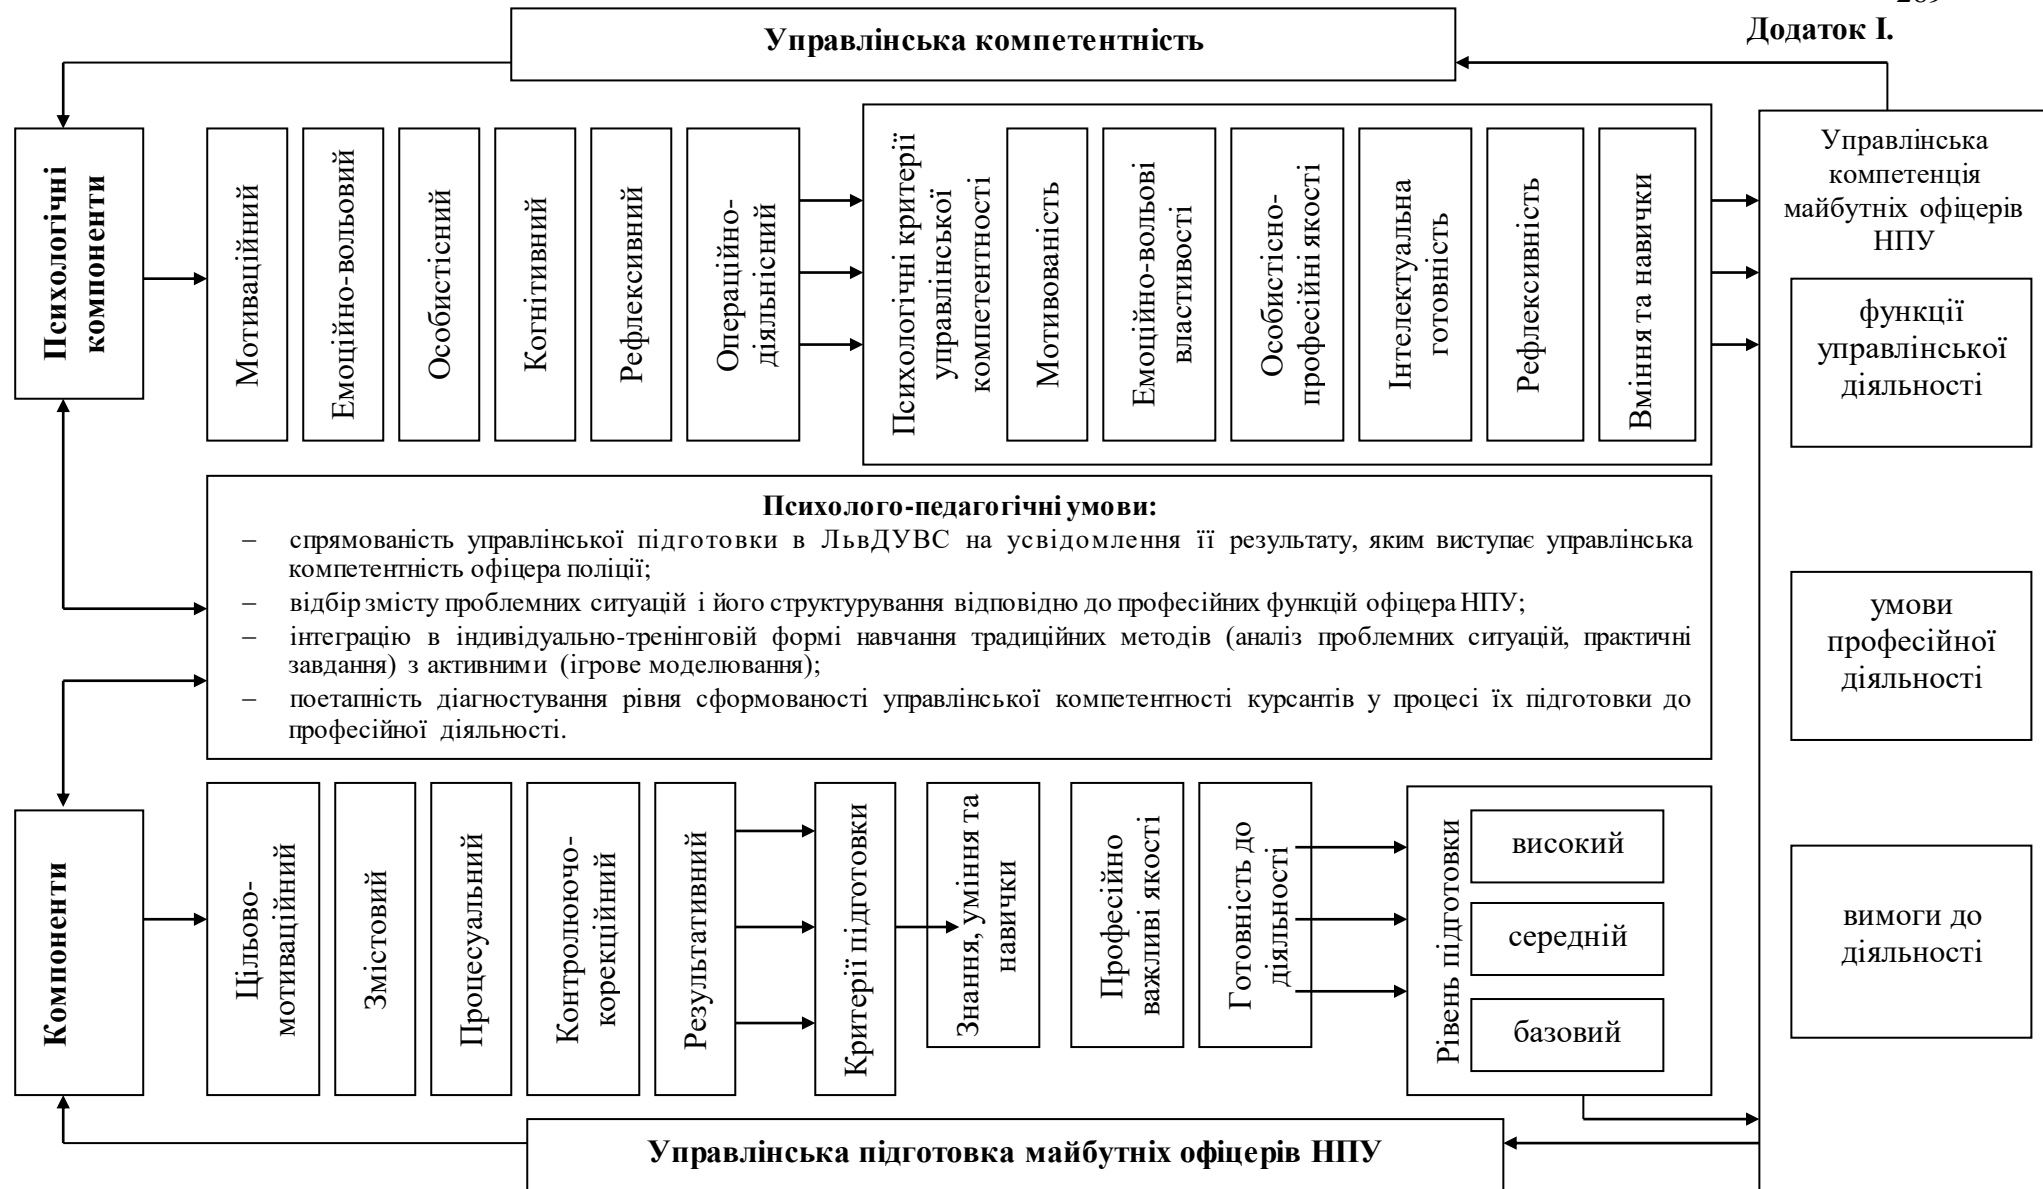 Додаток І.
Управлінська компетентність
Психологічні
компоненти
Мотиваційний
Емоційно-вольовий
Особистісний
Когнітивний
Рефлексивний
Операційно-
діяльнісний
Психологічні критерії
управлінської
компетентності
Мотивованість
Емоційно-вольові
властивості
Особистісно-
професійні якості
Інтелектуальна
готовність
Рефлексивність
Вміння та навички
Управлінська
компетенція
майбутніх офіцерів
НПУ
функції
управлінської
діяльності
умови
професійної
діяльності
вимоги до
діяльності
Психолого-педагогічні умови:
– спрямованість управлінської підготовки в ЛьвДУВС на усвідомлення її результату, яким виступає управлінська
компетентність офіцера поліції;
– відбір змісту проблемних ситуацій і його структурування відповідно до професійних функцій офіцера НПУ;
– інтеграцію в індивідуально-тренінговій формі навчання традиційних методів (аналіз проблемних ситуацій, практичні
завдання) з активними (ігрове моделювання);
– поетапність діагностування рівня сформованості управлінської компетентності курсантів у процесі їх підготовки до
професійної діяльності.
Компоненти
Цільово-
мотиваційний
Змістовий
Процесуальний
Контролюючо-
корекційний
Результативний
Критерії підготовки
Знання, уміння та
навички
Професійно
важливі якості
Готовність до
діяльності
Рівень підготовки
високий
середній
базовий
Управлінська підготовка майбутніх офіцерів НПУ